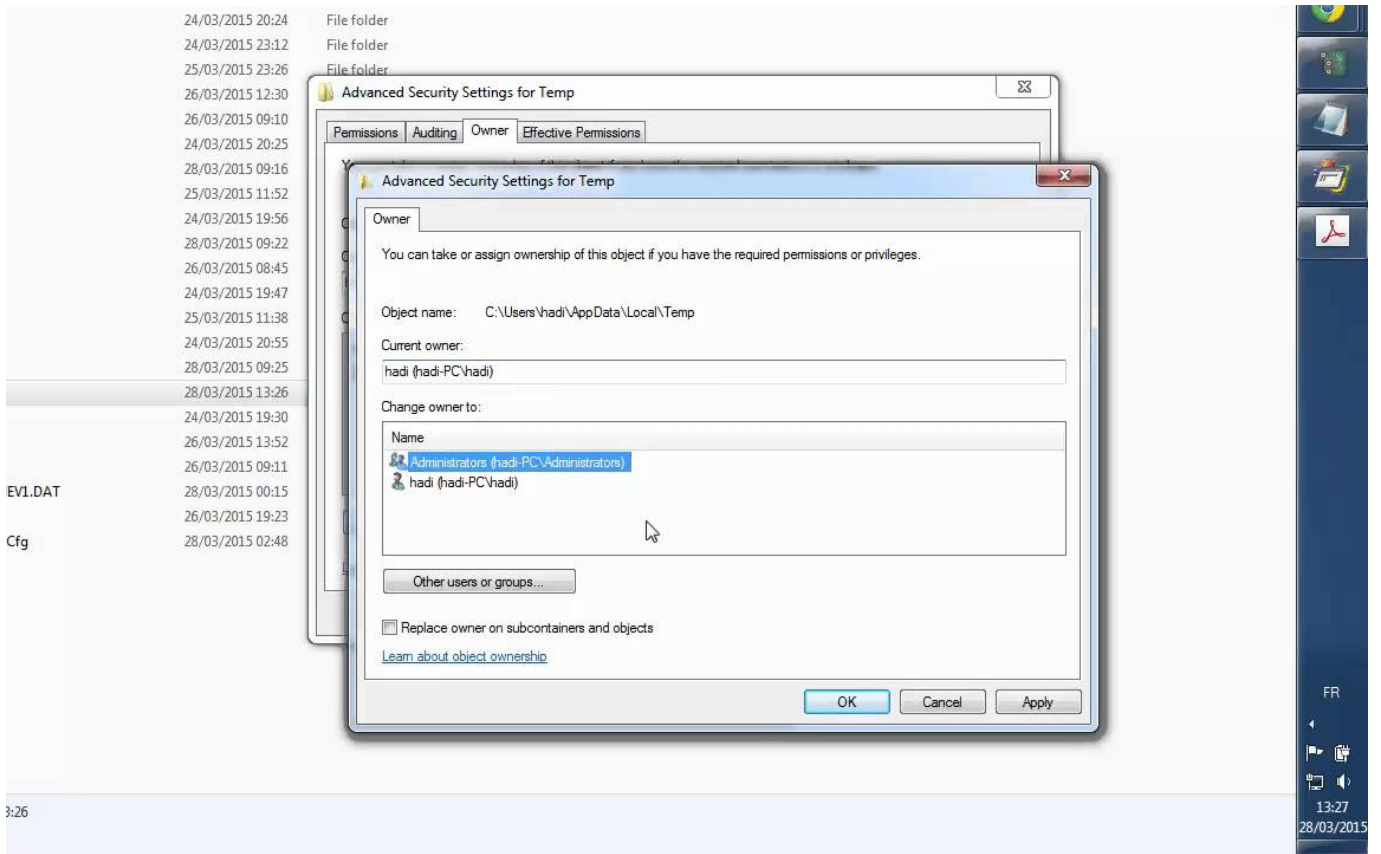 24/03/2015 20:24 File folder
24/03/2015 23:12 File folder
25/03/2015 23:26 File folder
26/03/2015 12:30
26/03/2015 09:10
24/03/2015 20:25
28/03/2015 09:16
25/03/2015 11:52
24/03/2015 19:56
28/03/2015 09:22
26/03/2015 08:45
24/03/2015 19:47
25/03/2015 11:38
24/03/2015 20:55
28/03/2015 09:25
28/03/2015 13:26
24/03/2015 19:30
26/03/2015 13:52
26/03/2015 09:11
EV1.DAT 28/03/2015 00:15
26/03/2015 19:23
Cfg 28/03/2015 02:48
3:26
Advanced Security Settings for Temp
Permissions Auditing Owner Effective Permissions
Advanced Security Settings for Temp
Owner
You can take or assign ownership of this object if you have the required permissions or privileges.
Object name: C:\Users\hadi\AppData\Local\Temp
Current owner:
hadi (hadi-PC\hadi)
Change owner to:
Name
Administrators (hadi-PC\Administrators)
hadi (hadi-PC\hadi)
Other users or groups...
Replace owner on subcontainers and objects
Learn about object ownership
OK Cancel Apply
FR
13:27
28/03/2015